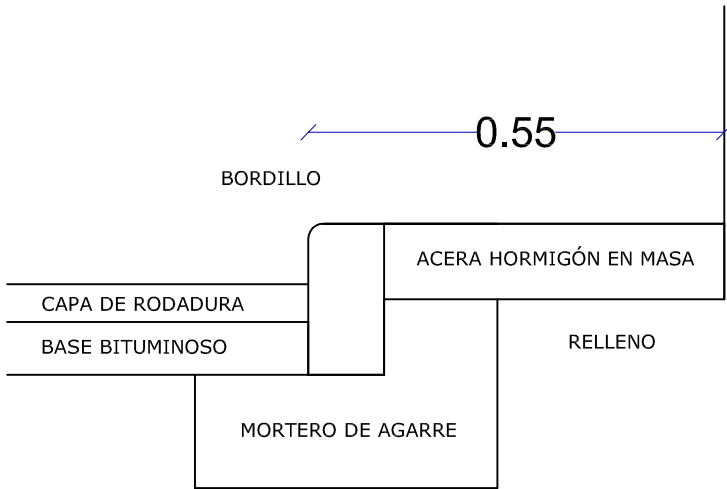 0.55
BORDILLO
ACERA HORMIGÓN EN MASA
CAPA DE RODADURA
BASE BITUMINOSO
RELLENO
MORTERO DE AGARRE